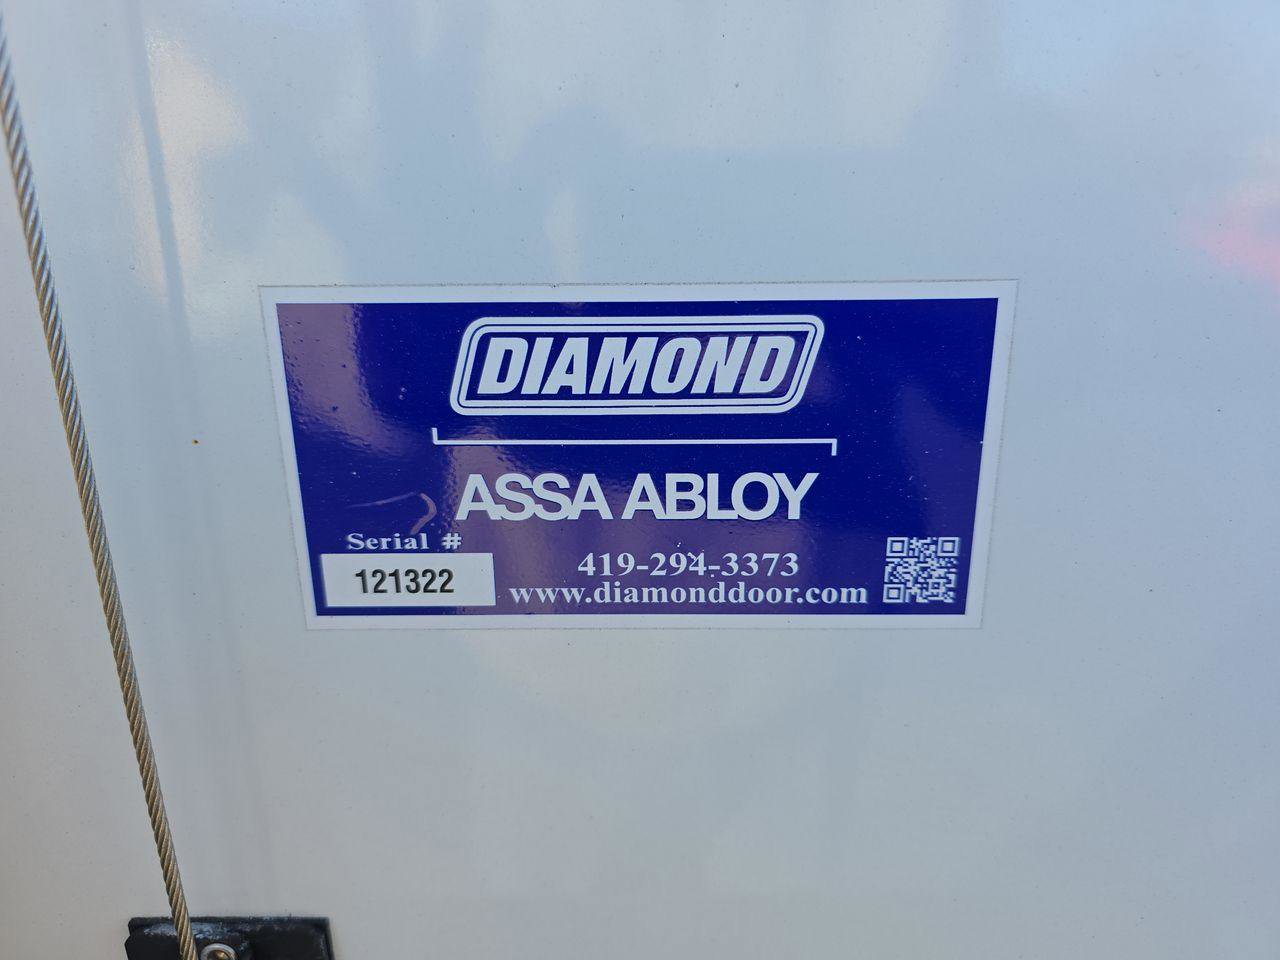 DIAMOND
ASSA ABLOY
Serial #
121322
419-294-3373
www.diamonddoor.com